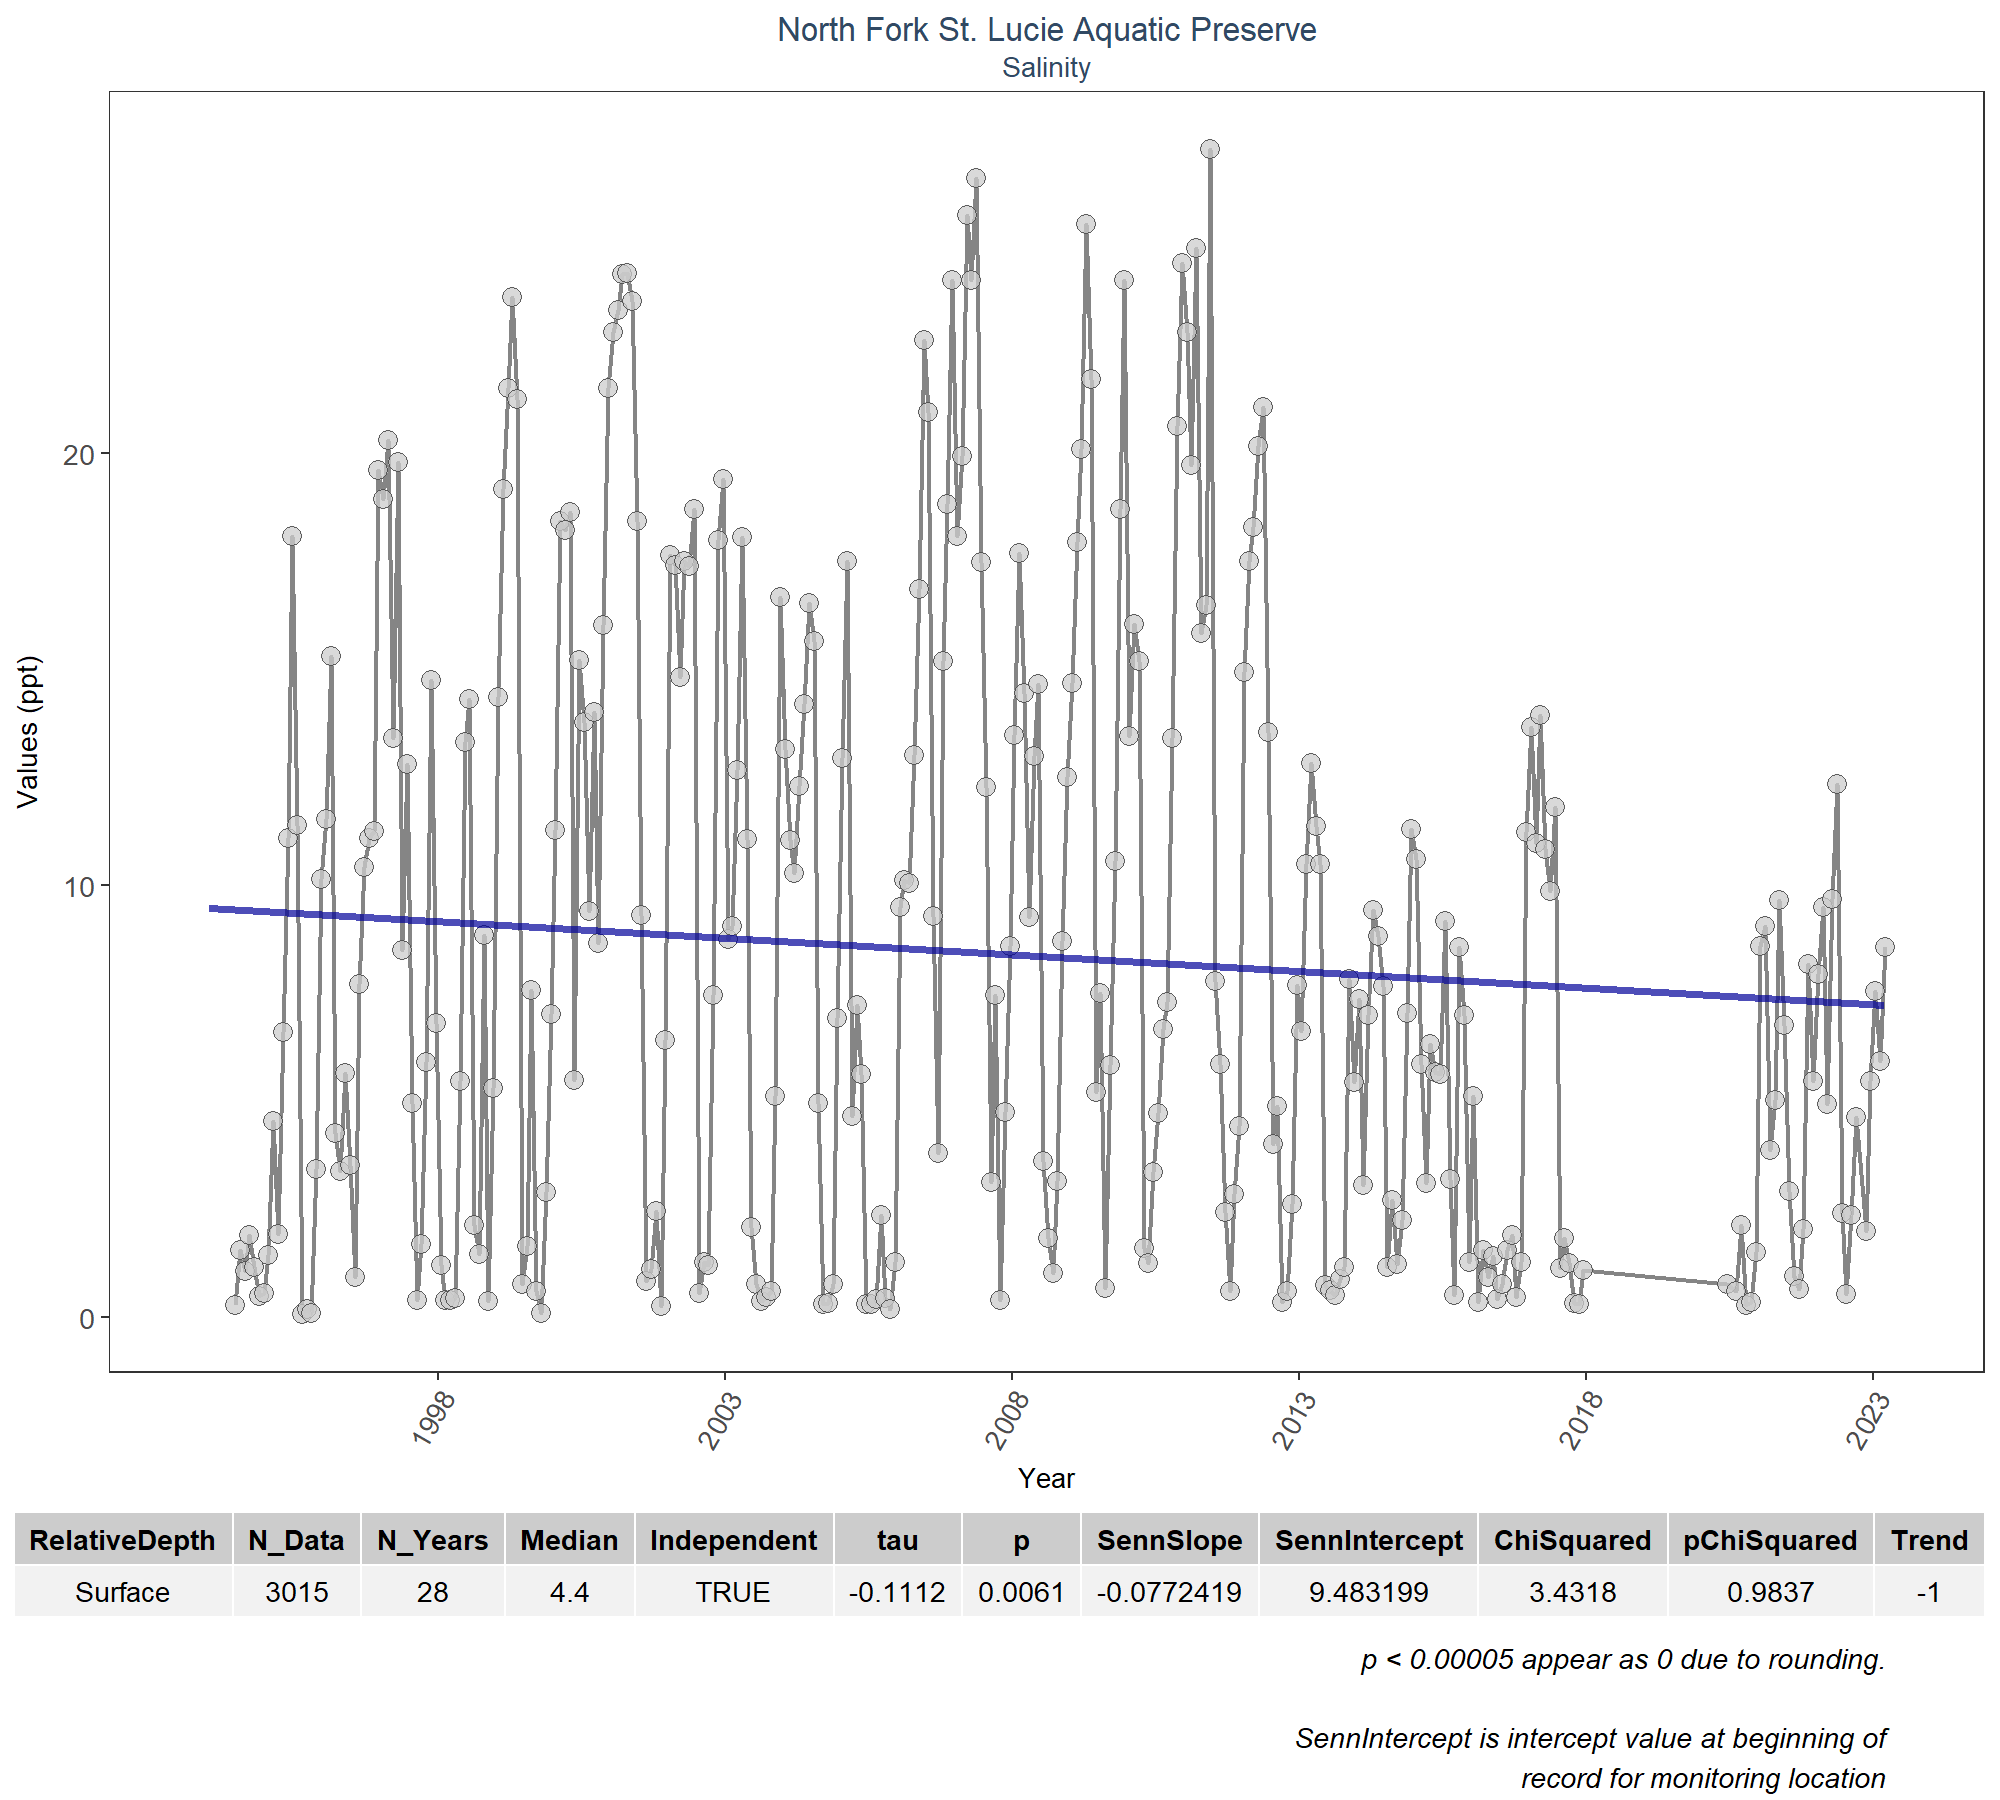 North Fork St. Lucie Aquatic Preserve
Salinity
Values (ppt)
20
10
0
1998 2003 2008 2013 2018 2023
Year
RelativeDepth N_Data N_Years Median Independent tau p SennSlope SennIntercept ChiSquared pChiSquared Trend
Surface 3015 28 4.4 TRUE -0.1112 0.0061 -0.0772419 9.483199 3.4318 0.9837 -1
p < 0.00005 appear as 0 due to rounding.
SennIntercept is intercept value at beginning of
record for monitoring location